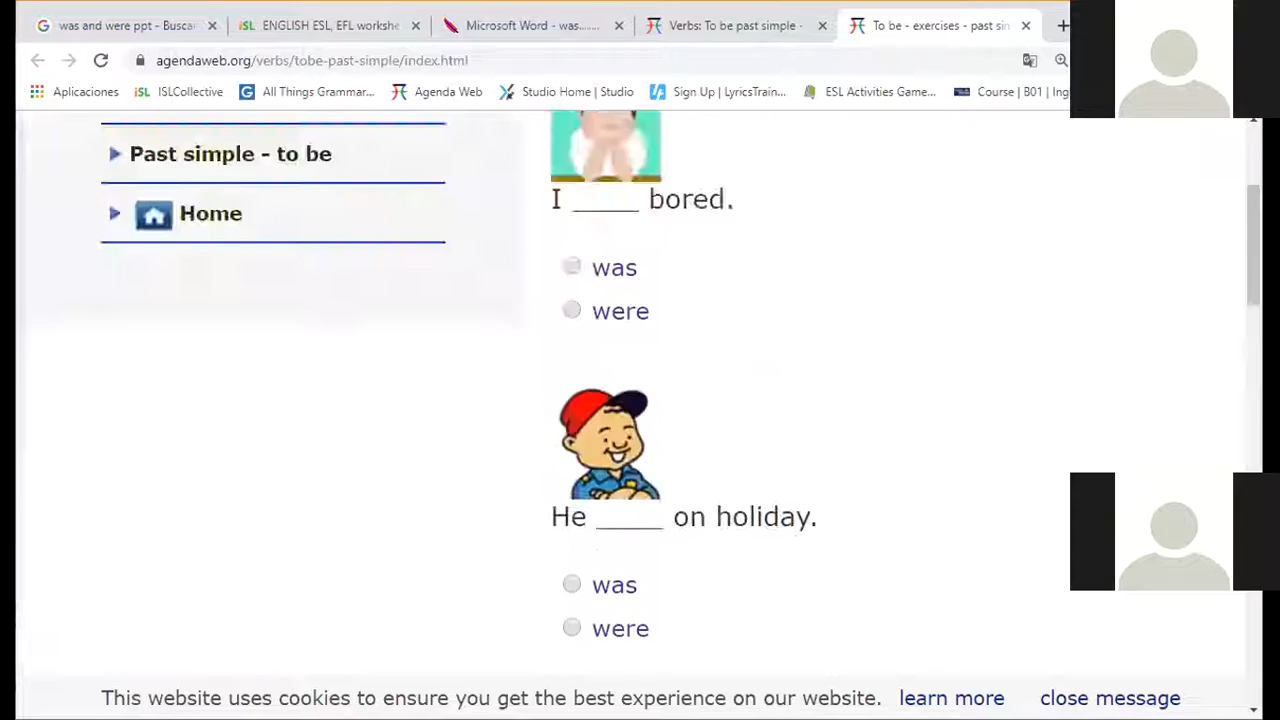 was and were ppt - Busca
ENGLISH ESL, EFL workshe
Microsoft Word - was........
Verbs: To be past simple -
To be - exercises - past sin
agendaweb.org/verbs/tobe-past-simple/index.html
Aplicaciones
iSLCollective
All Things Grammar...
Agenda Web
Studio Home | Studio
Sign Up | LyricsTrain...
ESL Activities Game...
Course | B01 | Ing
Past simple - to be
Home
I _____ bored.
was
were
He _____ on holiday.
was
were
This website uses cookies to ensure you get the best experience on our website. learn more close message